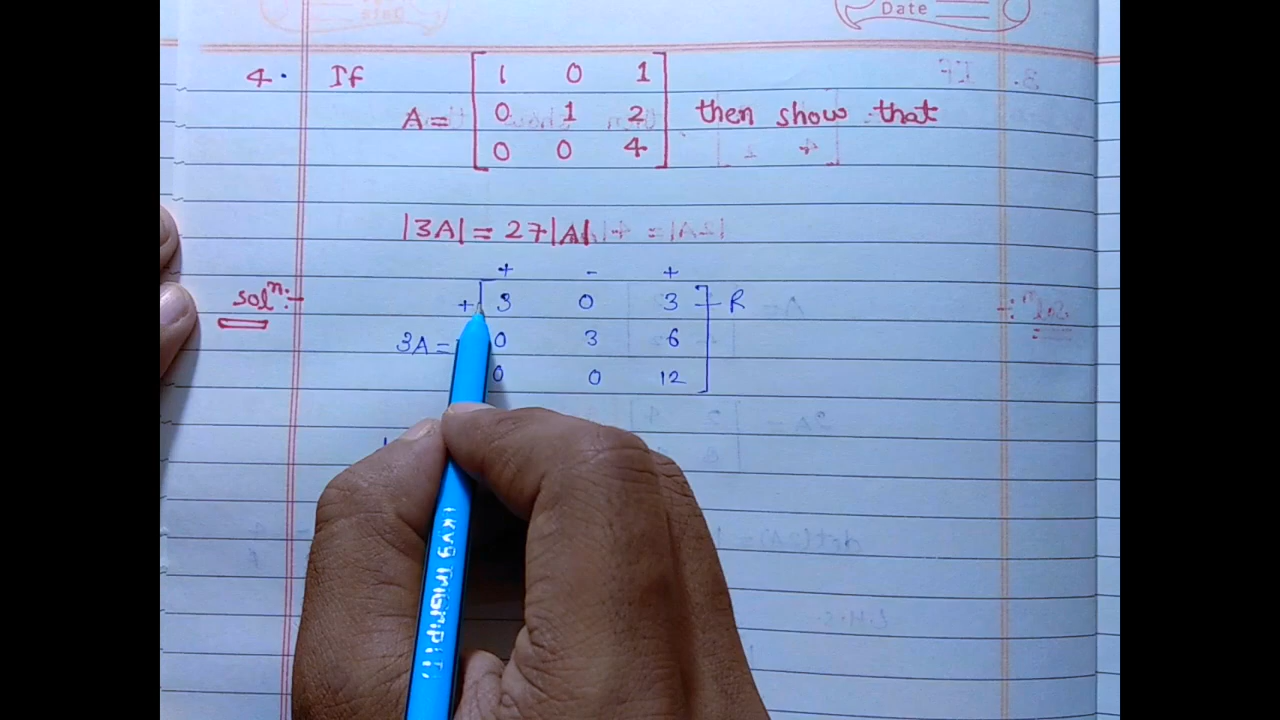 Date
4. If
A = [ 1 0 1
0 1 2
0 0 4 ] then show that
|3A| = 27|A|
solⁿ:-
+ - +
+ [ 3 0 3 ] R
3A = 0 3 6
0 0 12